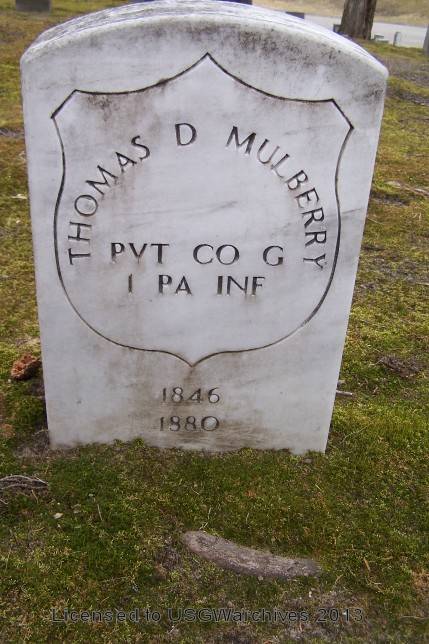 THOMAS D MULBERRY
PVT CO G
1 PA INF
1846
1880
Licensed to USGWarchives 2013